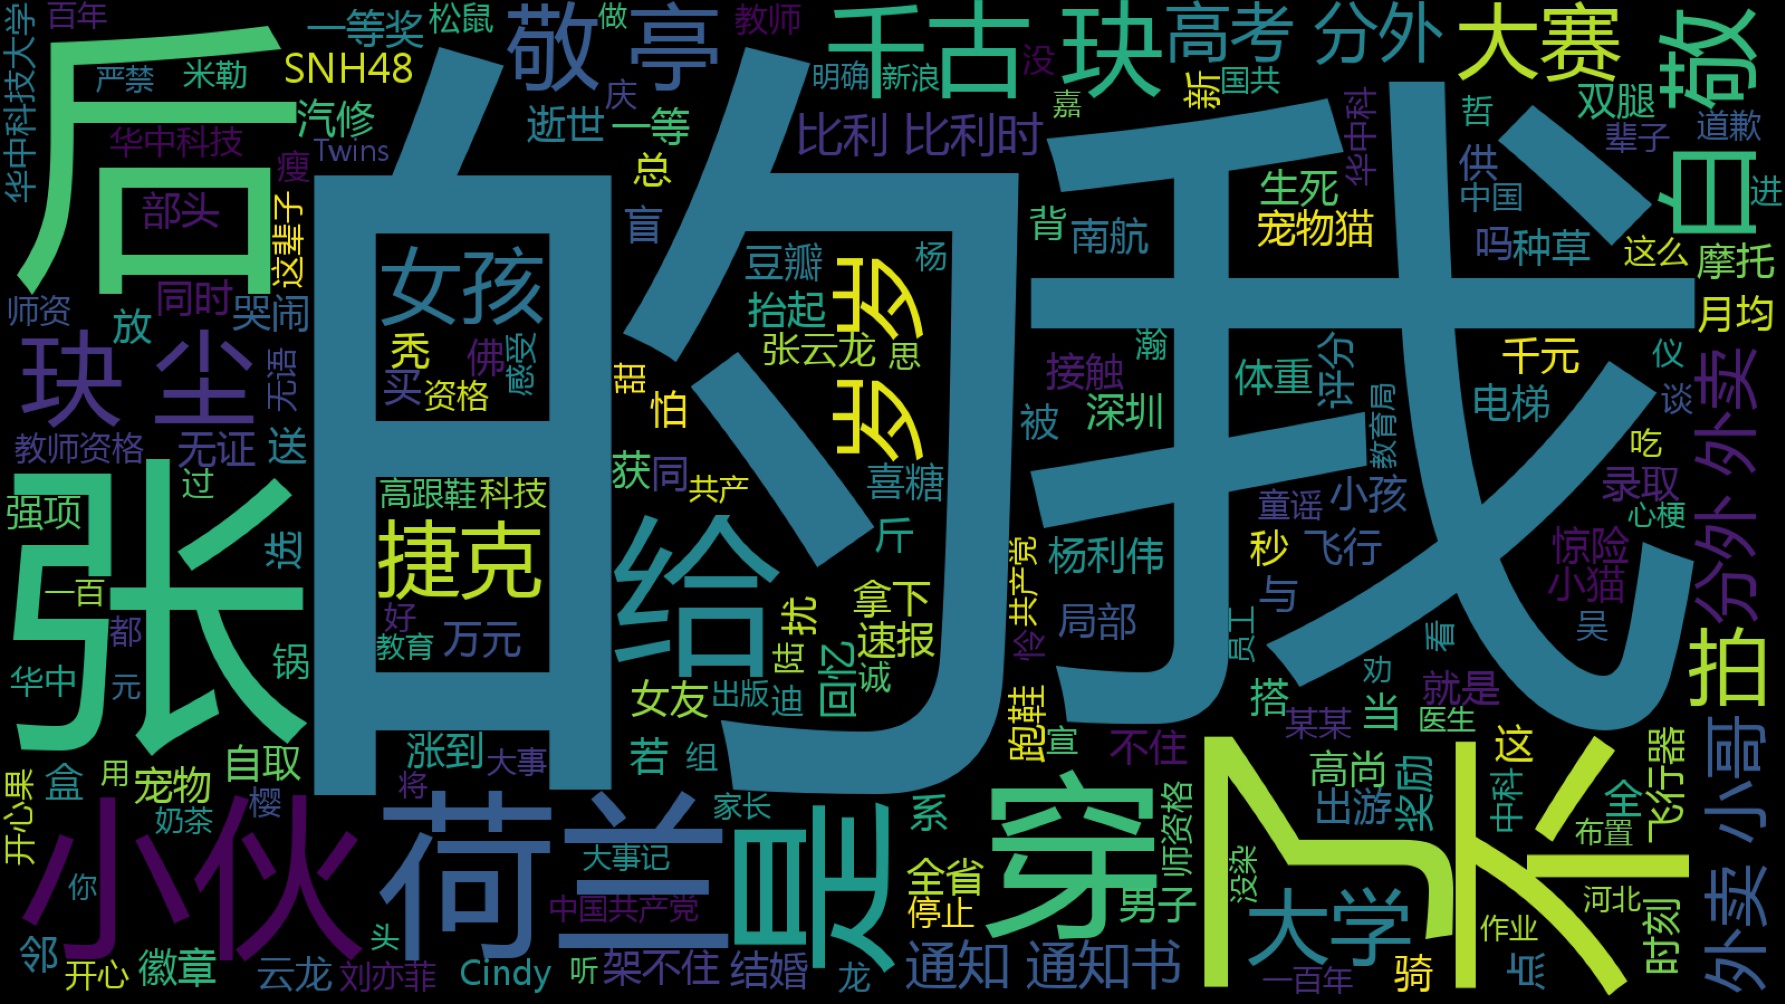 华中科技大学
百年
后
一等奖
松鼠
敬亭
做
教师
千古
玦
高考
分外
大赛
敬
白
严禁
米勒
SNH48
汽修
华中科技
瘦
Twins
逝世
庆
一等
总
明确
新浪
没
嘉
新
国共
比利
比利时
华中科
哲
双腿
辈子
道歉
供
中国
进
部头
这辈子
的
我
盲
背
南航
生死
宠物猫
吗
种草
这么
摩托
师资
同时
放
哭闹
女孩
豆瓣
杨
岁
抬起
月均
玦
尘
无语
秃
佛
感受
买
资格
张云龙
思
甜
怕
岁
接触
瀚
体重
评分
千元
仪
电梯
谈
外卖
教师资格
无证
送
被
深圳
教育局
吃
过
获
同
共产
喜糖
童谣
小孩
录取
强项
高跟鞋
科技
心梗
张
选
捷克
给
斤
共产党
杨利伟
秒
飞行
惊险
小猫
分外
一百
与
都
好
教育
万元
陆
扰
拿下
速报
伶
局部
员工
看
吴
拍
华中
元
锅
女友
出版
迪
回忆
诚
跑鞋
搭
劝
就是
某某
当
医生
自取
涨到
大事
若
组
宣
不住
这
开心果
盒
用
宠物
奶茶
樱
将
高尚
奖励
出游
中科
全
飞行器
小哥
小伙
荷兰
家长
是
系
穿
师资格
了
不
布置
你
大事记
全省
没染
中国共产党
停止
男子
大学
河北
作业
时刻
外卖
邻
开心
徽章
云龙
头
刘亦菲
Cindy
听
架不住
结婚
龙
通知
通知书
一百年
骑
点